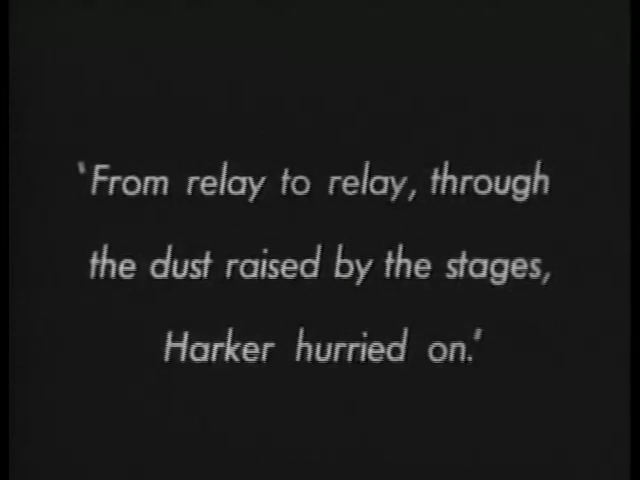 'From relay to relay, through
the dust raised by the stages,
Harker hurried on.'